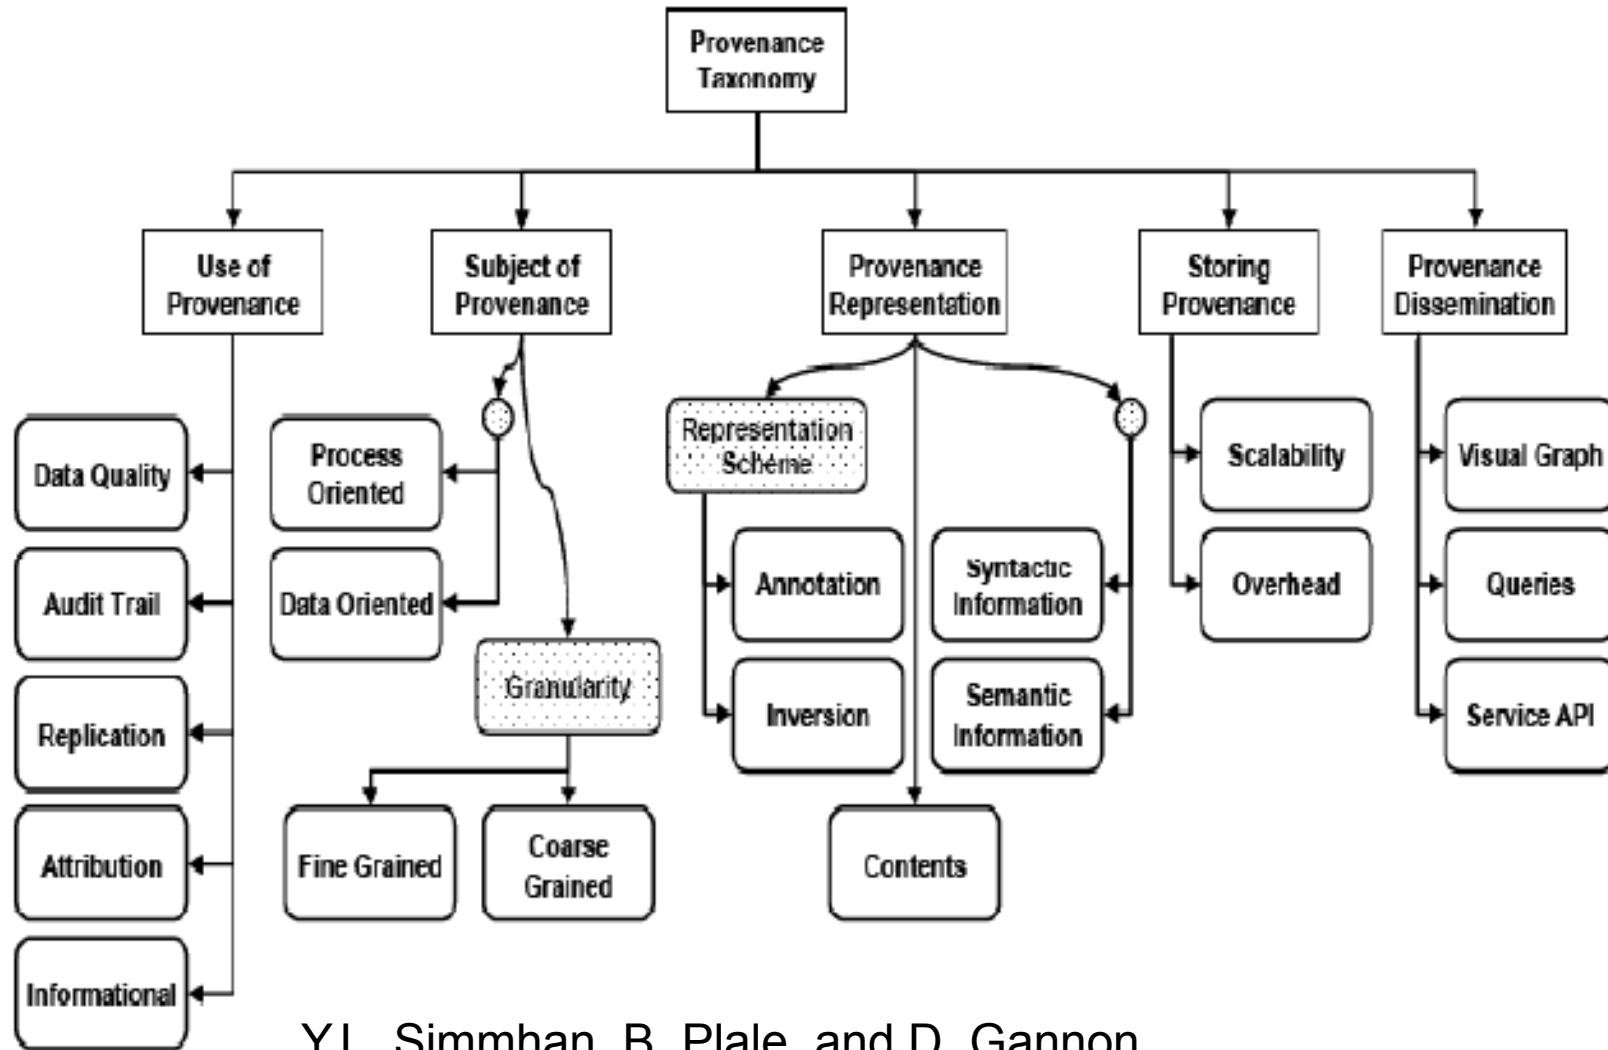 Provenance
Taxonomy
Use of
Provenance
Subject of
Provenance
Provenance
Representation
Storing
Provenance
Provenance
Dissemination
Data Quality
Audit Trail
Replication
Attribution
Informational
Process
Oriented
Data Oriented
Granularity
Fine Grained
Coarse
Grained
Representation
Scheme
Annotation
Inversion
Syntactic
Information
Semantic
Information
Contents
Scalability
Overhead
Visual Graph
Queries
Service API
Y.L. Simmhan, B. Plale, and D. Gannon